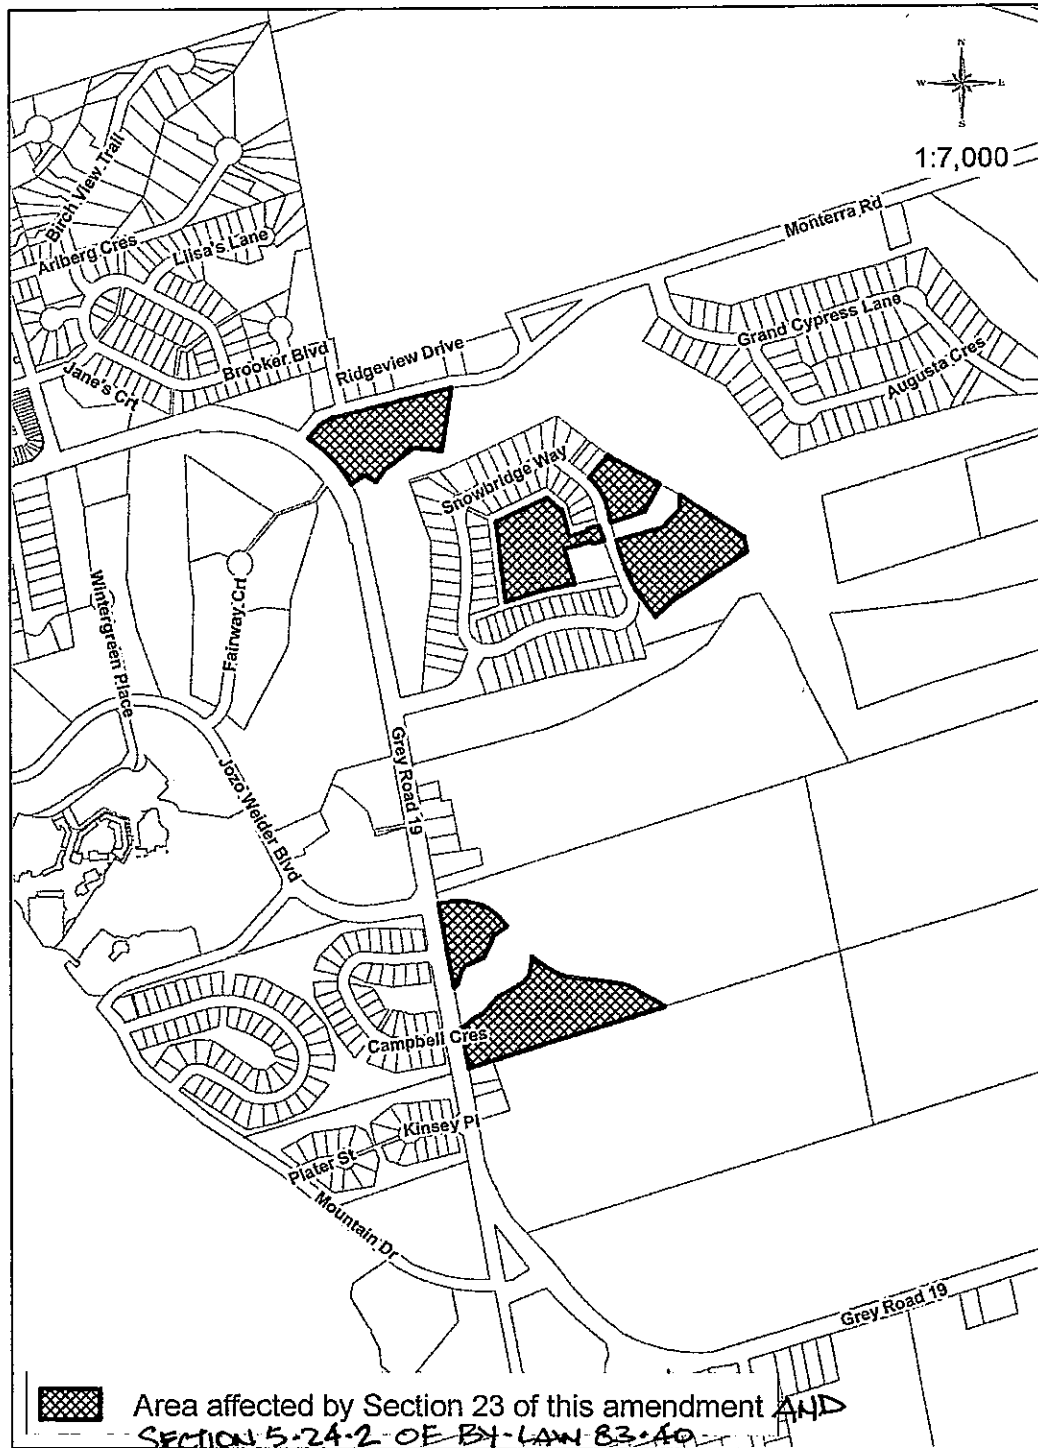 N
W E
S
1:7,000
Birch View Trail
Arlberg Cres
Liisa's Lane
Monterra Rd
Grand Cypress Lane
Augusta Cres
Brooker Blvd
Ridgeview Drive
Jane's Crt
Snowbridge Way
Wintergreen Place
Fairway Crt
Grey Road 19
Jozo Weider Blvd
Campbell Cres
Kinsey Pl
Plater St
Mountain Dr
Grey Road 19
Area affected by Section 23 of this amendment AND
SECTION 5.24.2 OF BY-LAW 83-40